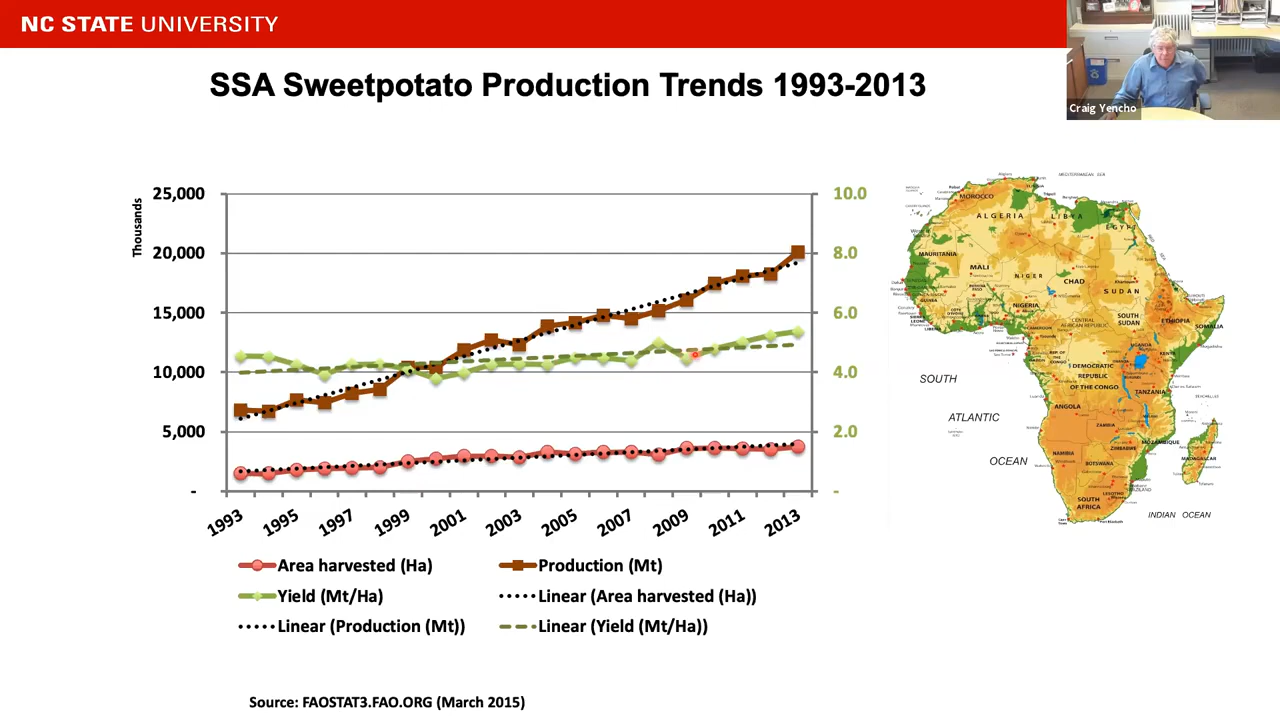 NC STATE UNIVERSITY
Craig Yencho
SSA Sweetpotato Production Trends 1993-2013
Thousands
25,000
20,000
15,000
10,000
5,000
-
10.0
8.0
6.0
4.0
2.0
-
1993
1995
1997
1999
2001
2003
2005
2007
2009
2011
2013
Area harvested (Ha)
Production (Mt)
Yield (Mt/Ha)
Linear (Area harvested (Ha))
Linear (Production (Mt))
Linear (Yield (Mt/Ha))
MEDITERRANEAN SEA
MOROCCO
ALGERIA
LIBYA
EGYPT
MAURITANIA
MALI
NIGER
CHAD
SUDAN
NIGERIA
CENTRAL
AFRICAN REPUBLIC
SOUTH
SUDAN
ETHIOPIA
SOMALIA
UGANDA
KENYA
DEMOCRATIC
REPUBLIC
OF THE CONGO
TANZANIA
ANGOLA
ZAMBIA
MOZAMBIQUE
ZIMBABWE
NAMIBIA
BOTSWANA
MADAGASCAR
SOUTH
AFRICA
LESOTHO
SOUTH
ATLANTIC
OCEAN
INDIAN OCEAN
Source: FAOSTAT3.FAO.ORG (March 2015)